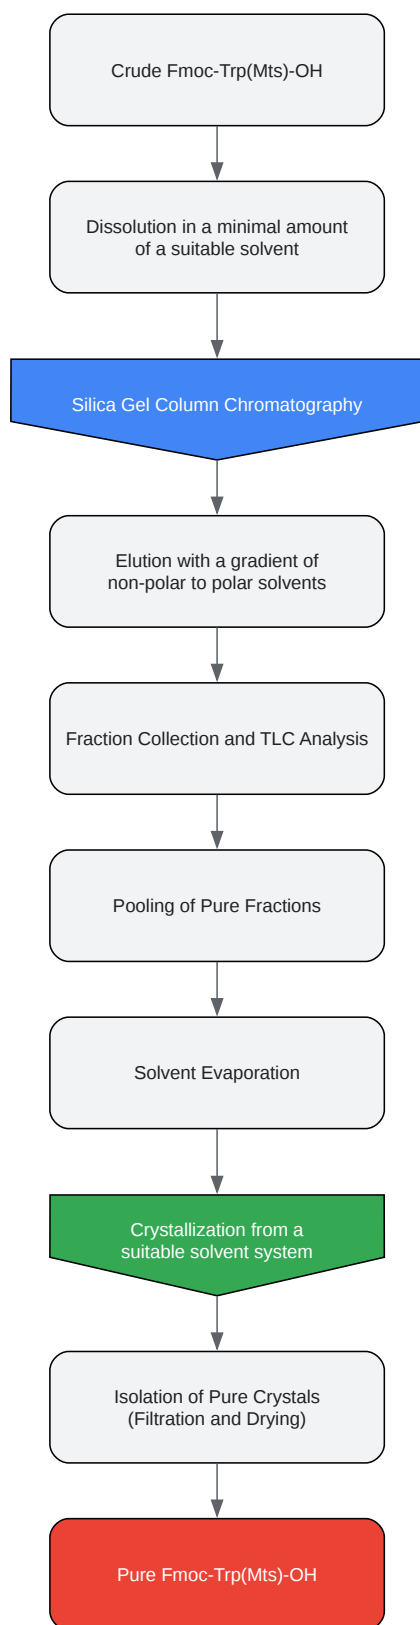 Crude Fmoc-Trp(Mts)-OH
Dissolution in a minimal amount
of a suitable solvent
Silica Gel Column Chromatography
Elution with a gradient of
non-polar to polar solvents
Fraction Collection and TLC Analysis
Pooling of Pure Fractions
Solvent Evaporation
Crystallization from a
suitable solvent system
Isolation of Pure Crystals
(Filtration and Drying)
Pure Fmoc-Trp(Mts)-OH